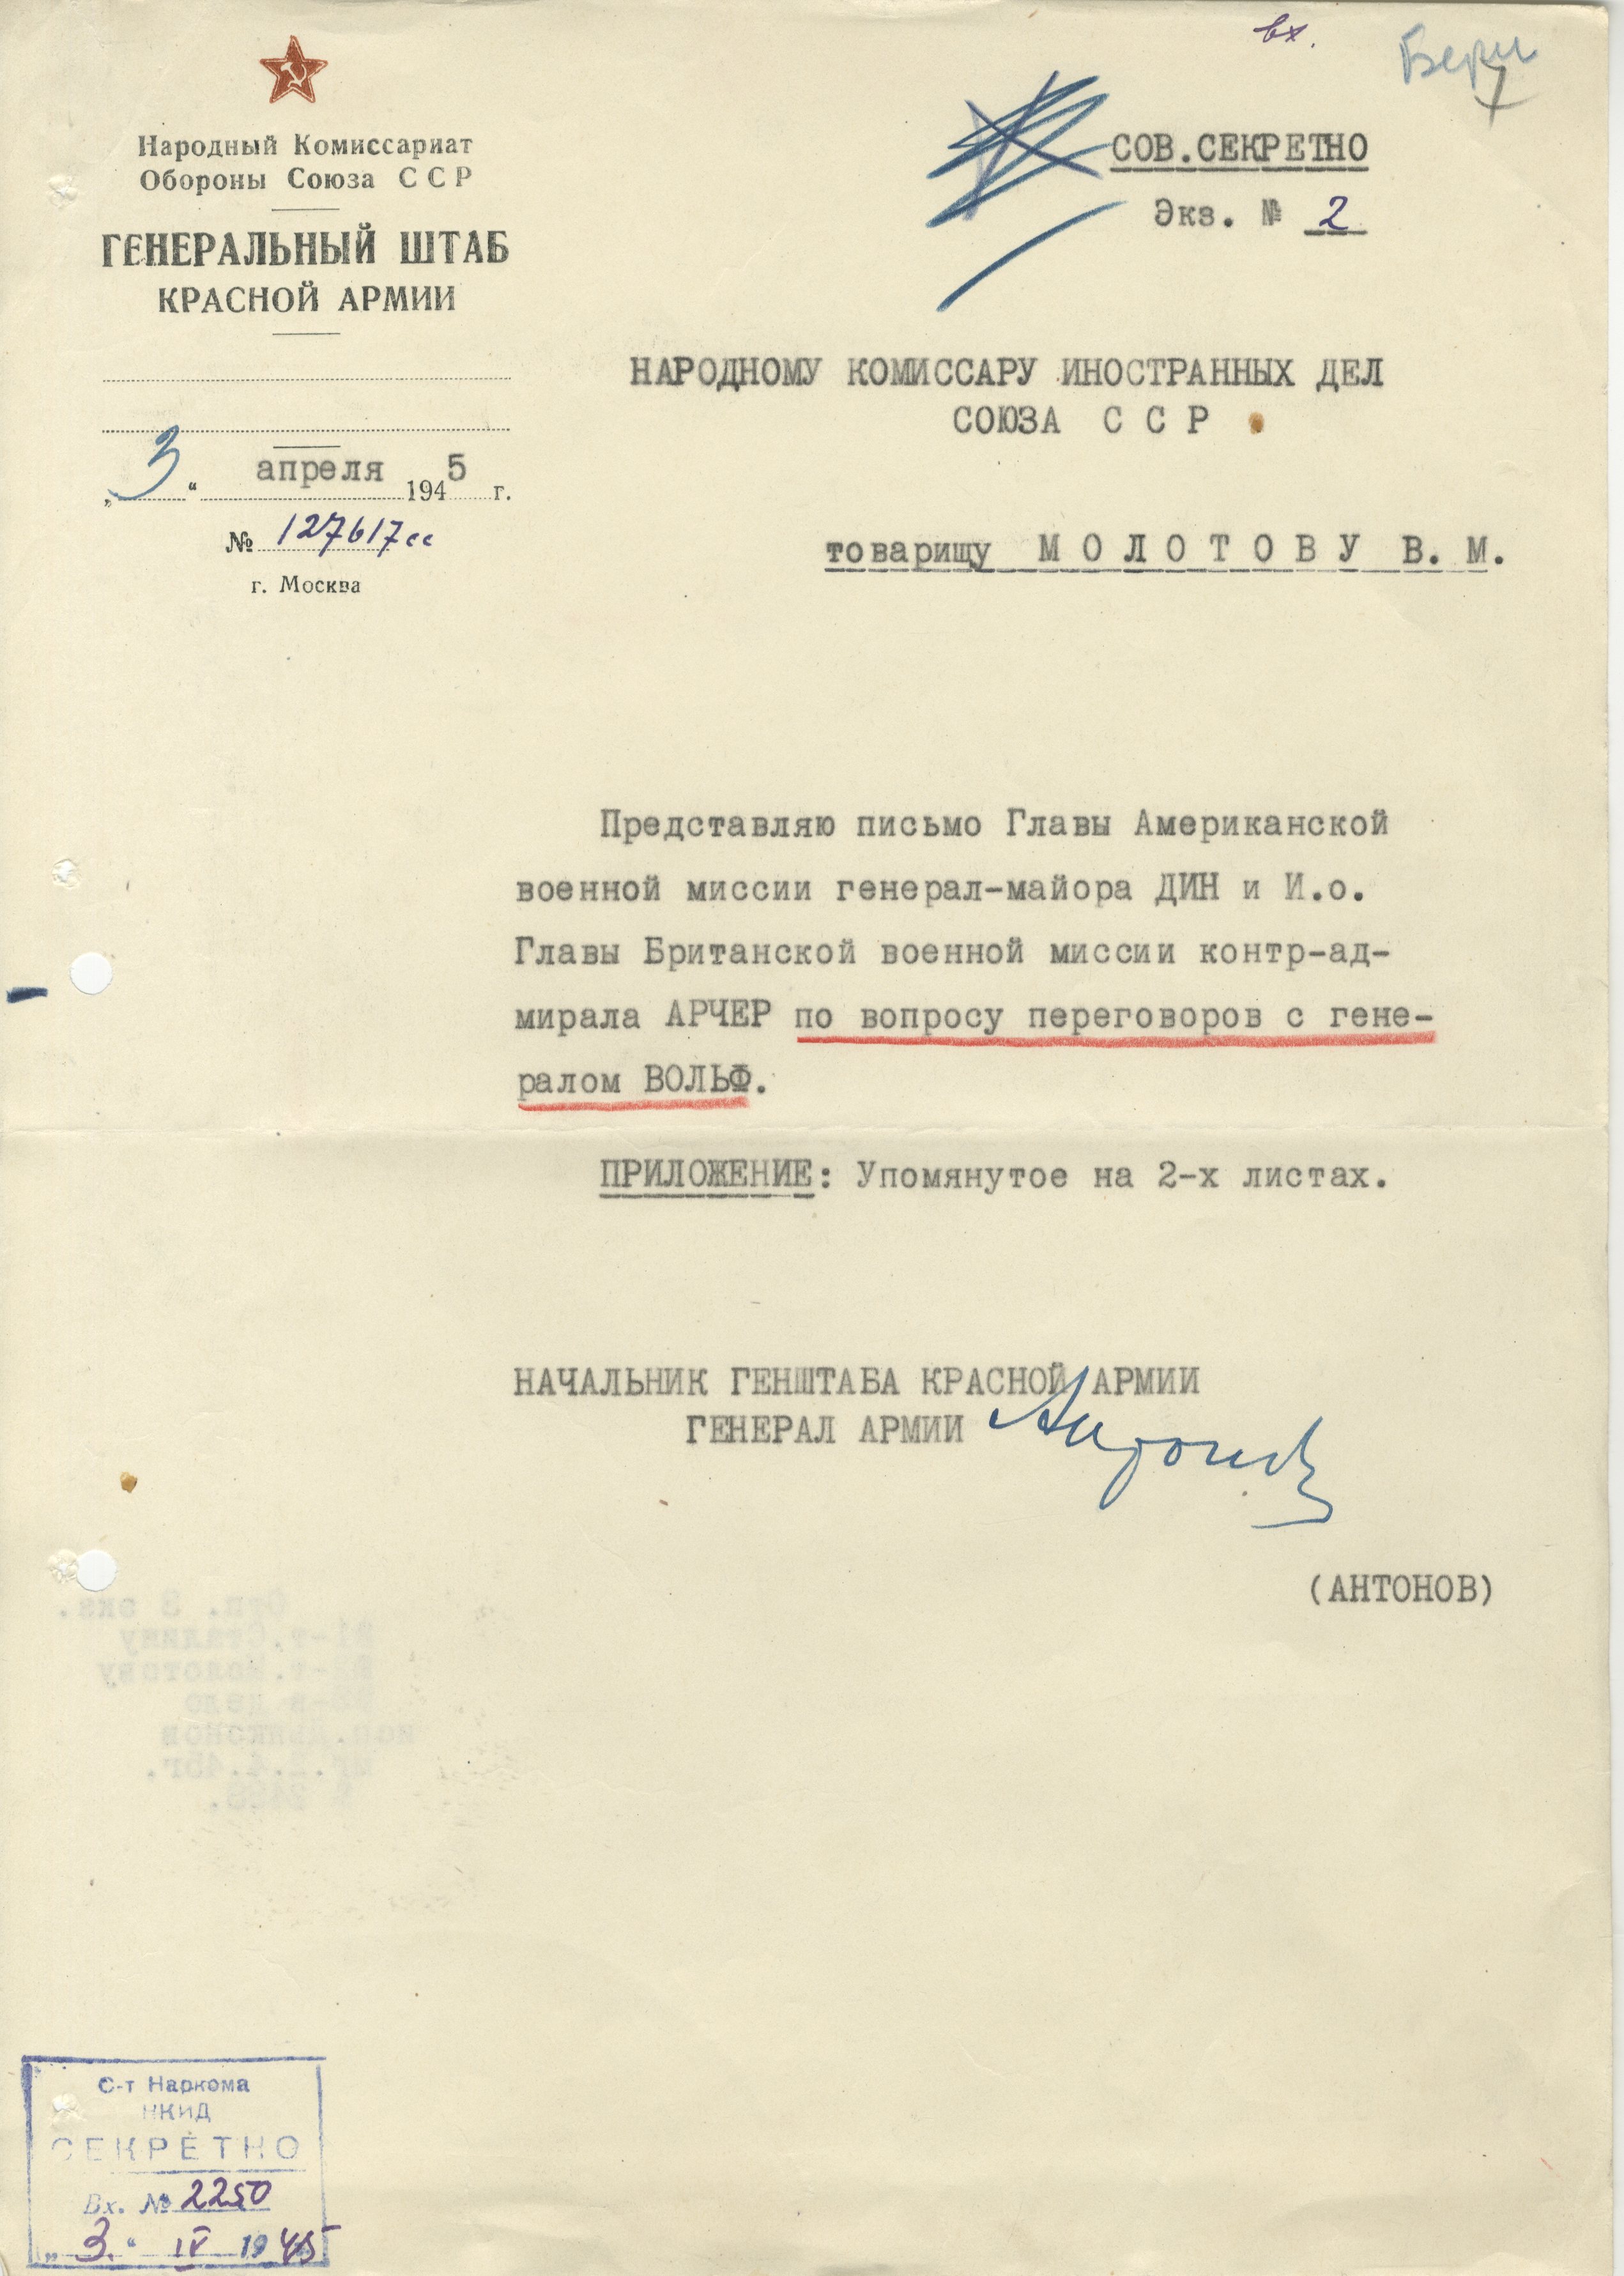 вх.
Бери
7
Народный Комиссариат
Обороны Союза ССР
ГЕНЕРАЛЬНЫЙ ШТАБ
КРАСНОЙ АРМИИ
„3“ апреля 1945 г.
№ 127617сс
г. Москва
СОВ.СЕКРЕТНО
Экз. № 2
НАРОДНОМУ КОМИССАРУ ИНОСТРАННЫХ ДЕЛ
СОЮЗА С С Р
товарищу М О Л О Т О В У В. М.
Представляю письмо Главы Американской
военной миссии генерал-майора ДИН и И.о.
Главы Британской военной миссии контр-ад-
мирала АРЧЕР по вопросу переговоров с гене-
ралом ВОЛЬФ.
ПРИЛОЖЕНИЕ: Упомянутое на 2-х листах.
НАЧАЛЬНИК ГЕНШТАБА КРАСНОЙ АРМИИ
ГЕНЕРАЛ АРМИИ Антонов
(АНТОНОВ)
С-т Наркома
НКИД
СЕКРЕТНО
Вх. № 2250
„3.“ IV 1945